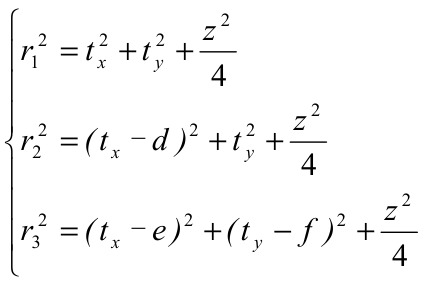 r₁² = tₓ² + t_y² + z²/4
r₂² = (tₓ − d)² + t_y² + z²/4
r₃² = (tₓ − e)² + (t_y − f)² + z²/4